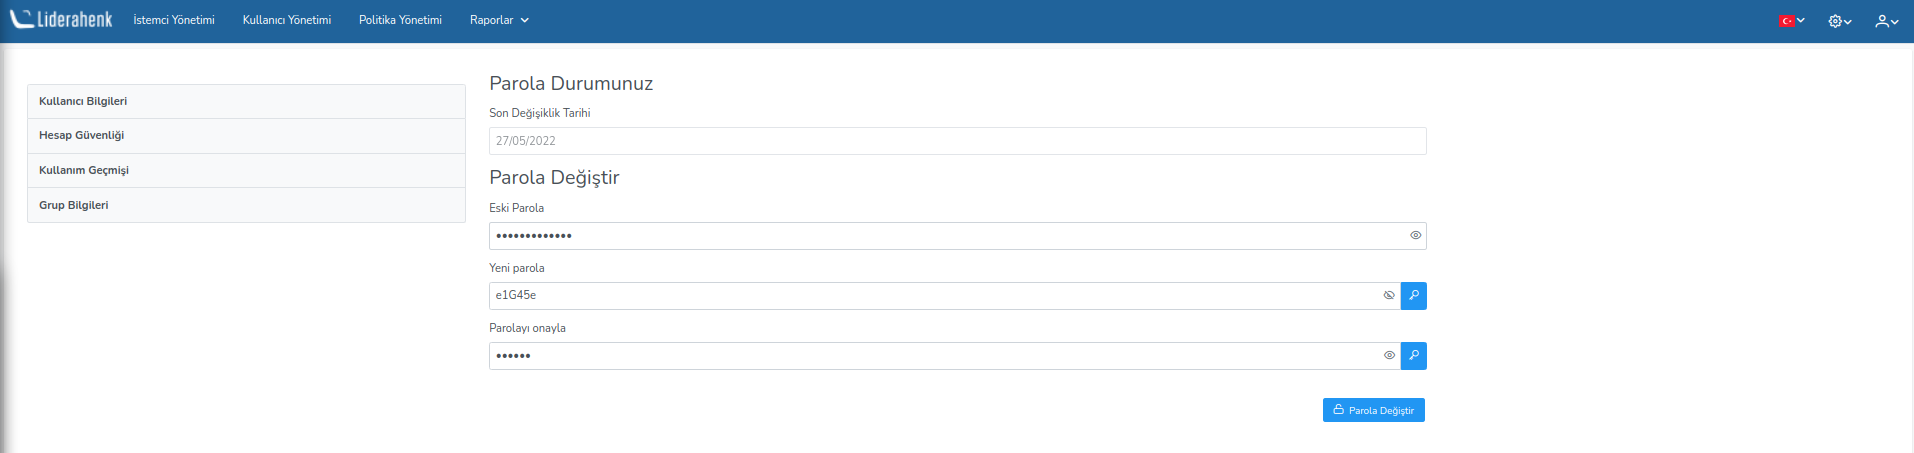 Liderahenk İstemci Yönetimi Kullanıcı Yönetimi Politika Yönetimi Raporlar
Kullanıcı Bilgileri
Hesap Güvenliği
Kullanım Geçmişi
Grup Bilgileri
Parola Durumunuz
Son Değişiklik Tarihi
27/05/2022
Parola Değiştir
Eski Parola
•••••••••••••
Yeni parola
e1G45e
Parolayı onayla
••••••
Parola Değiştir